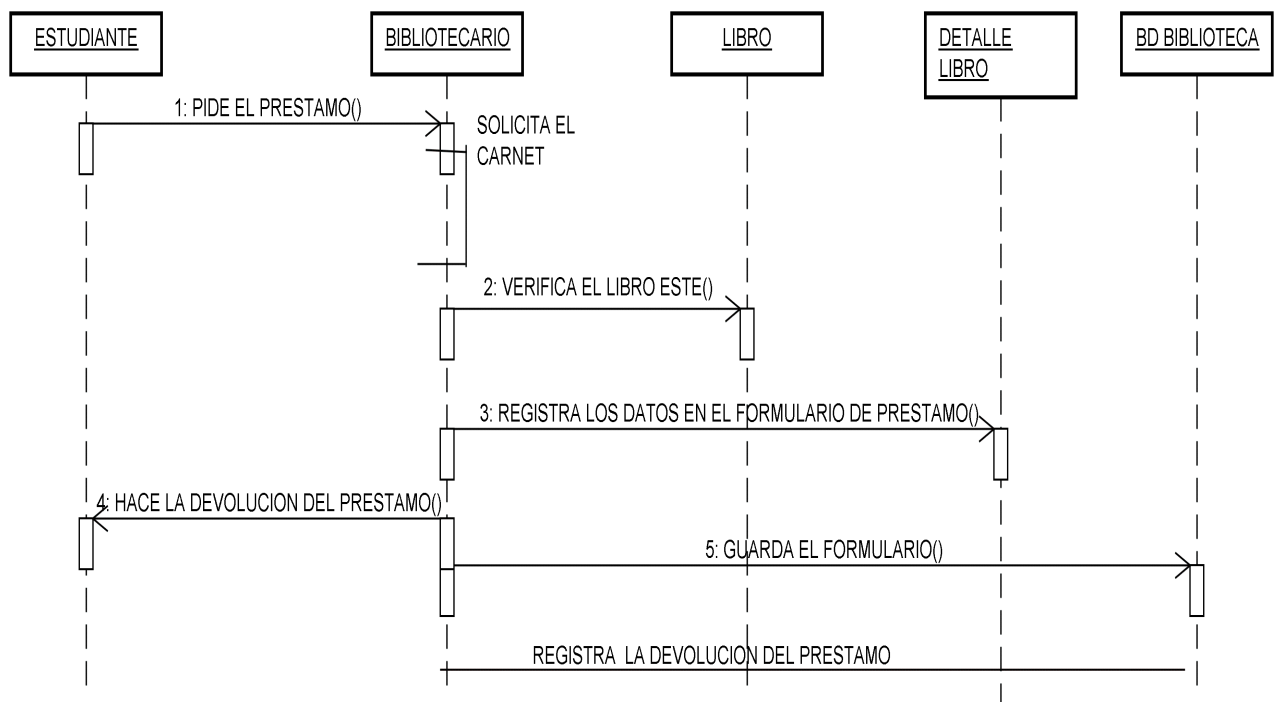 ESTUDIANTE
BIBLIOTECARIO
LIBRO
DETALLE
LIBRO
BD BIBLIOTECA
1: PIDE EL PRESTAMO()
SOLICITA EL
CARNET
2: VERIFICA EL LIBRO ESTE()
3: REGISTRA LOS DATOS EN EL FORMULARIO DE PRESTAMO()
4: HACE LA DEVOLUCION DEL PRESTAMO()
5: GUARDA EL FORMULARIO()
REGISTRA LA DEVOLUCION DEL PRESTAMO